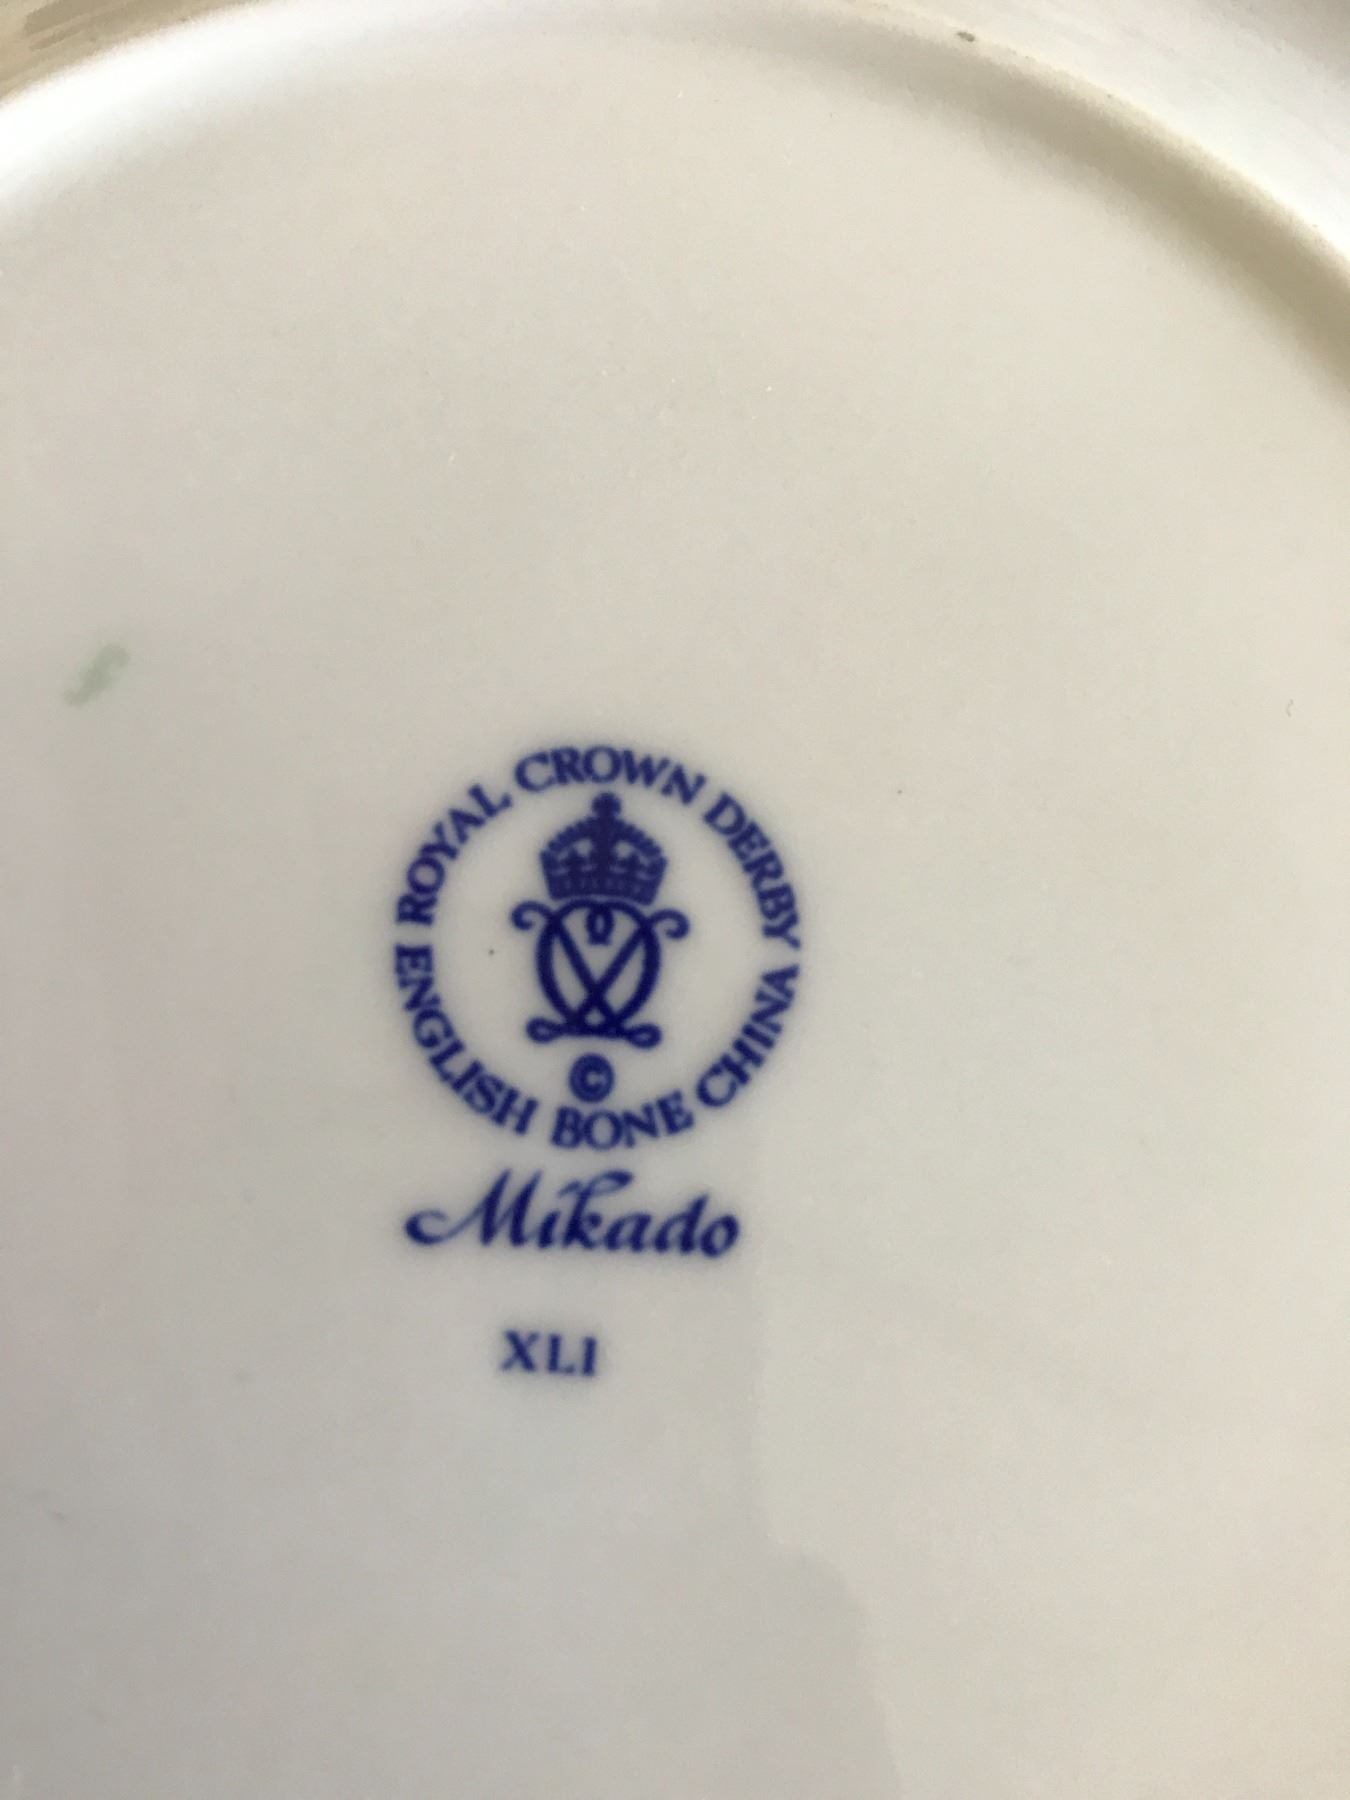 ROYAL CROWN DERBY
ENGLISH BONE CHINA
©
Mikado
XLI